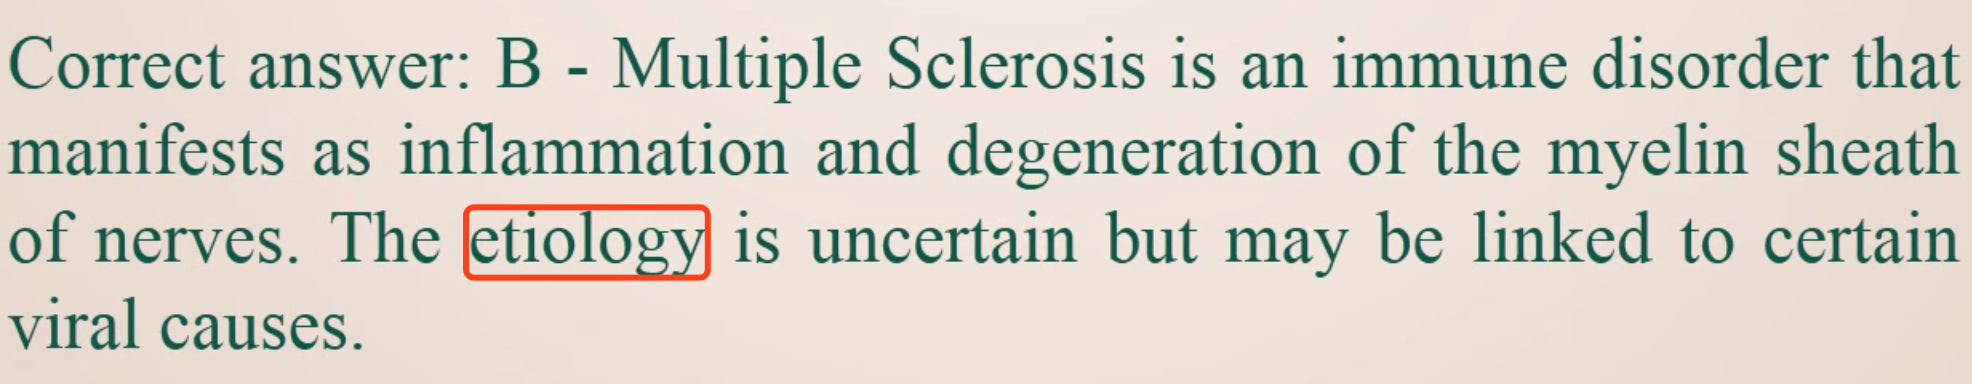 Correct answer: B - Multiple Sclerosis is an immune disorder that
manifests as inflammation and degeneration of the myelin sheath
of nerves. The etiology is uncertain but may be linked to certain
viral causes.